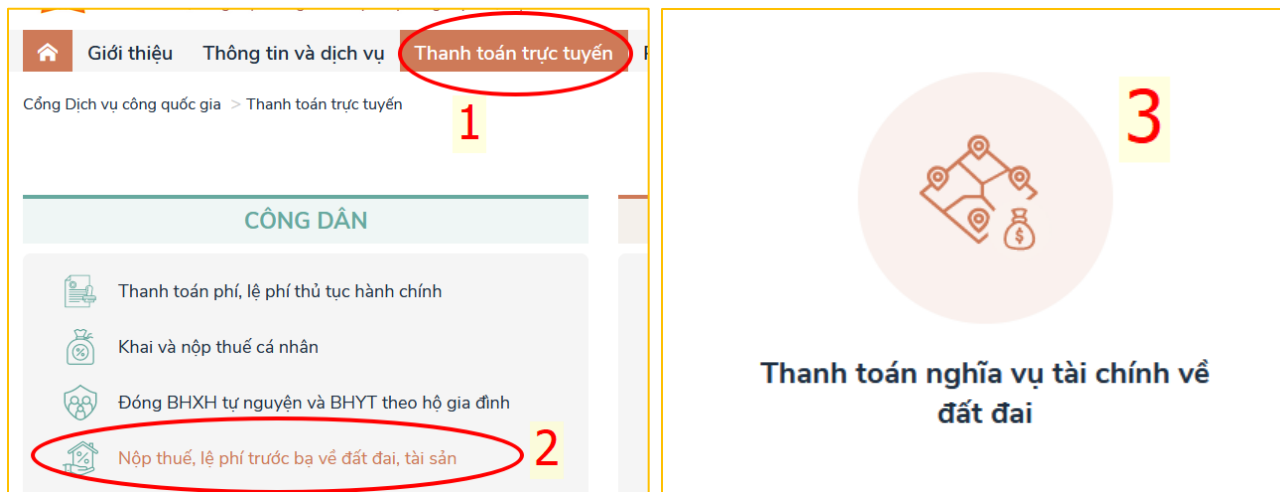 Giới thiệu Thông tin và dịch vụ Thanh toán trực tuyến
Cổng Dịch vụ công quốc gia > Thanh toán trực tuyến
1
CÔNG DÂN
Thanh toán phí, lệ phí thủ tục hành chính
Khai và nộp thuế cá nhân
Đóng BHXH tự nguyện và BHYT theo hộ gia đình
Nộp thuế, lệ phí trước bạ về đất đai, tài sản
2
3
Thanh toán nghĩa vụ tài chính về
đất đai